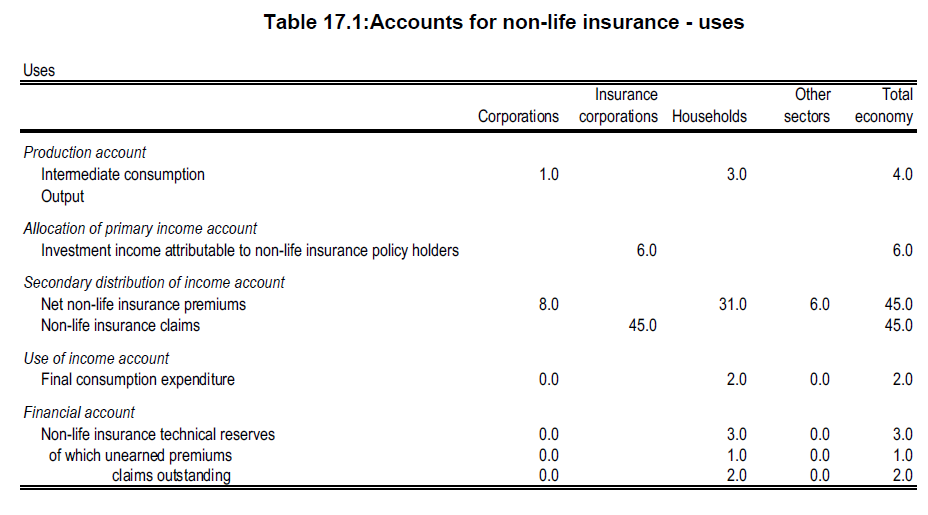 Table 17.1:Accounts for non-life insurance - uses
Uses
Corporations Insurance corporations Households Other sectors Total economy
Production account
Intermediate consumption 1.0 3.0 4.0
Output
Allocation of primary income account
Investment income attributable to non-life insurance policy holders 6.0 6.0
Secondary distribution of income account
Net non-life insurance premiums 8.0 31.0 6.0 45.0
Non-life insurance claims 45.0 45.0
Use of income account
Final consumption expenditure 0.0 2.0 0.0 2.0
Financial account
Non-life insurance technical reserves 0.0 3.0 0.0 3.0
of which unearned premiums 0.0 1.0 0.0 1.0
claims outstanding 0.0 2.0 0.0 2.0